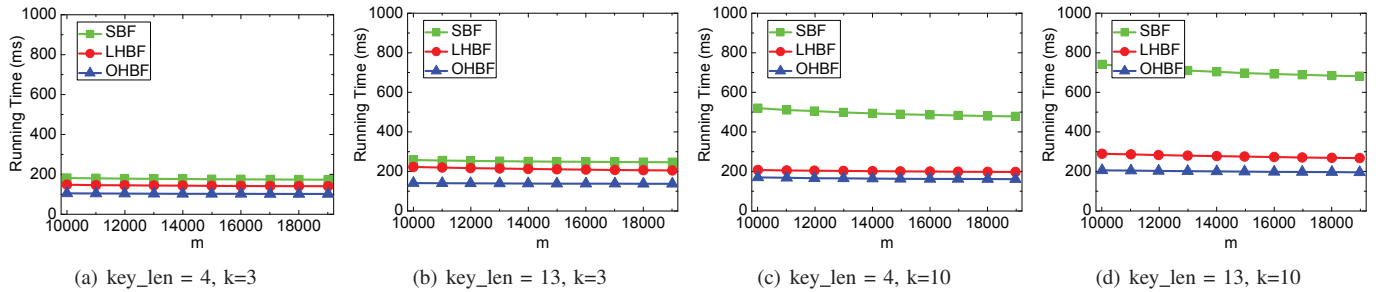 1000
800
600
400
200
0
Running Time (ms)
SBF
LHBF
OHBF
10000 12000 14000 16000 18000
m
(a) key_len = 4, k=3
1000
800
600
400
200
0
Running Time (ms)
SBF
LHBF
OHBF
10000 12000 14000 16000 18000
m
(b) key_len = 13, k=3
1000
800
600
400
200
0
Running Time (ms)
SBF
LHBF
OHBF
10000 12000 14000 16000 18000
m
(c) key_len = 4, k=10
1000
800
600
400
200
0
Running Time (ms)
SBF
LHBF
OHBF
10000 12000 14000 16000 18000
m
(d) key_len = 13, k=10